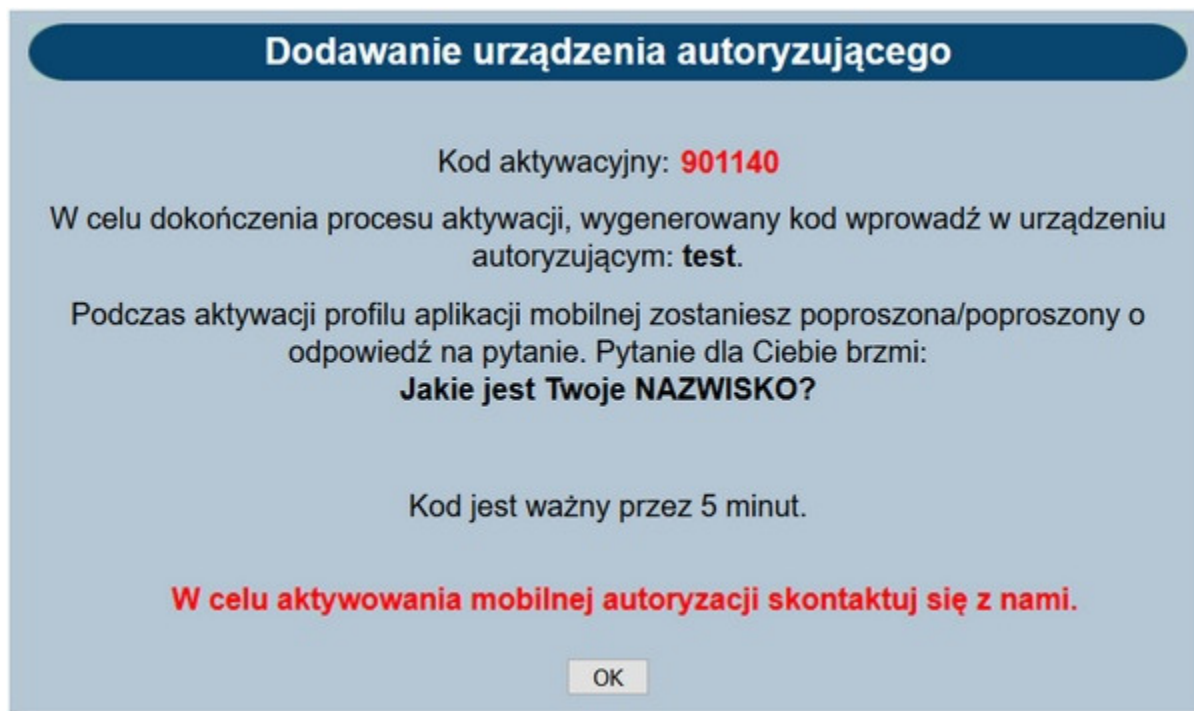 Dodawanie urządzenia autoryzującego
Kod aktywacyjny: 901140
W celu dokończenia procesu aktywacji, wygenerowany kod wprowadź w urządzeniu
autoryzującym: test.
Podczas aktywacji profilu aplikacji mobilnej zostaniesz poproszona/poproszony o
odpowiedź na pytanie. Pytanie dla Ciebie brzmi:
Jakie jest Twoje NAZWISKO?
Kod jest ważny przez 5 minut.
W celu aktywowania mobilnej autoryzacji skontaktuj się z nami.
OK